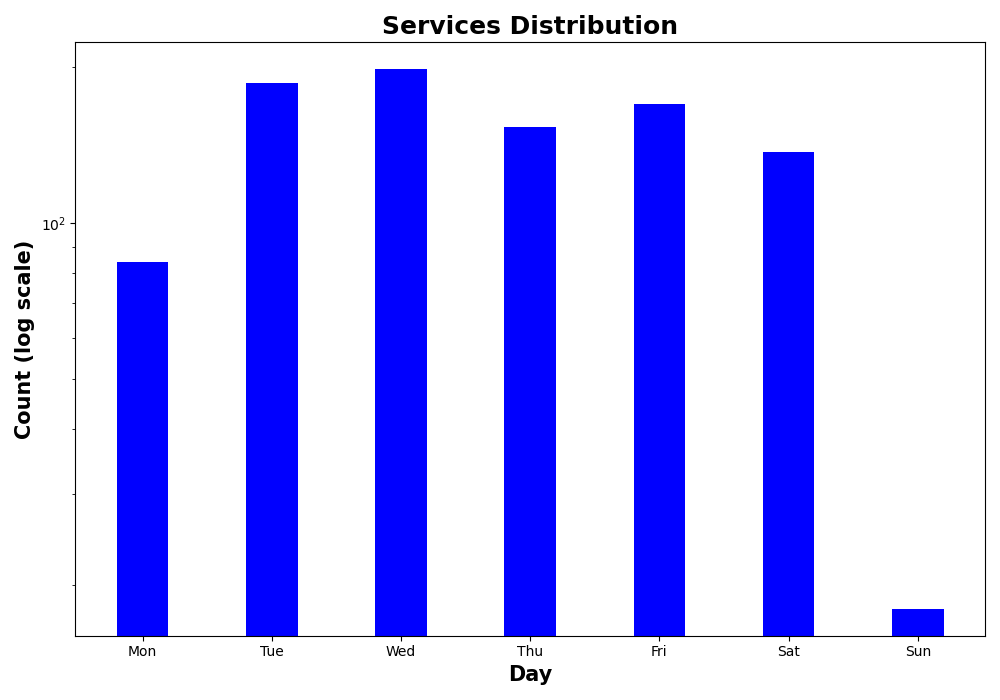 Services Distribution
Count (log scale)
10²
Mon Tue Wed Thu Fri Sat Sun
Day